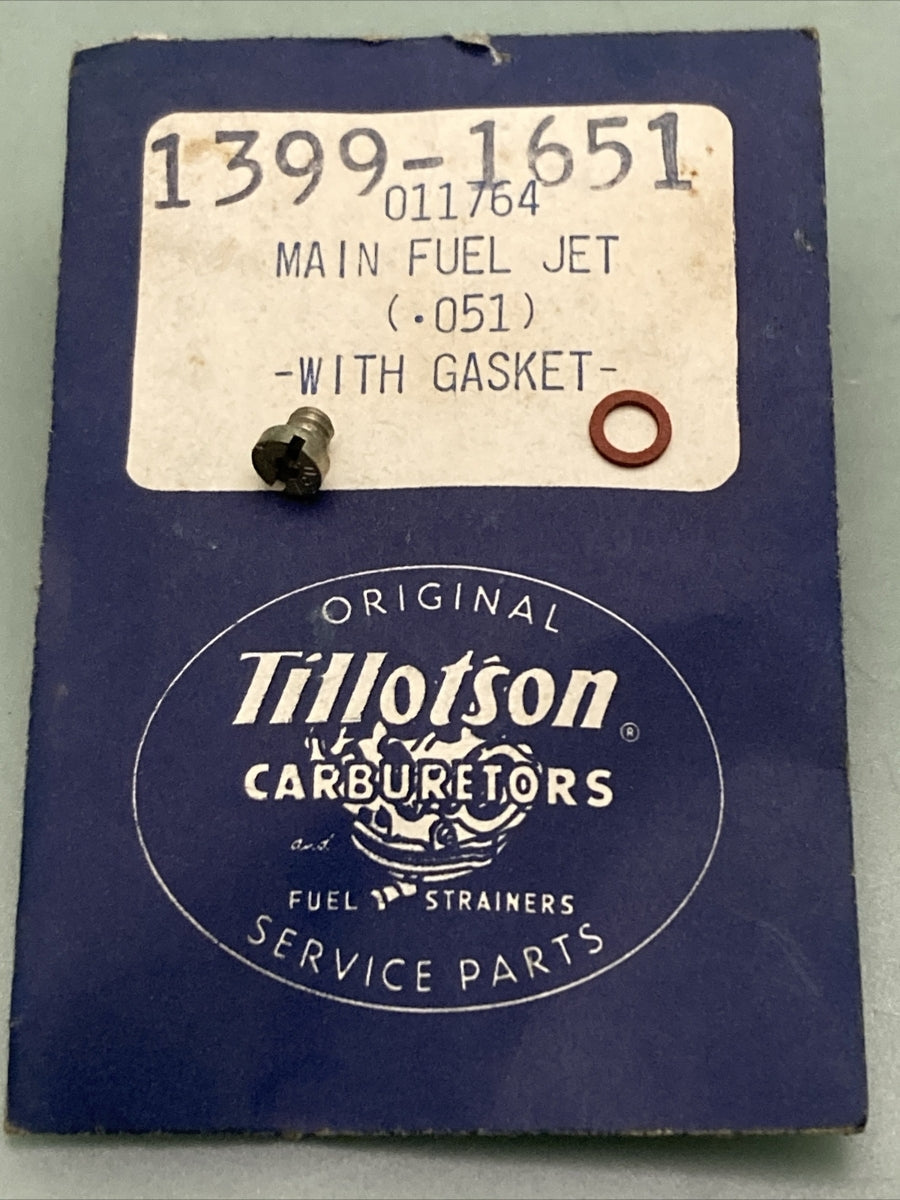 1399-1651
011764
MAIN FUEL JET
(.051)
-WITH GASKET-
ORIGINAL
Tillotson ®
CARBURETORS
and
FUEL STRAINERS
SERVICE PARTS